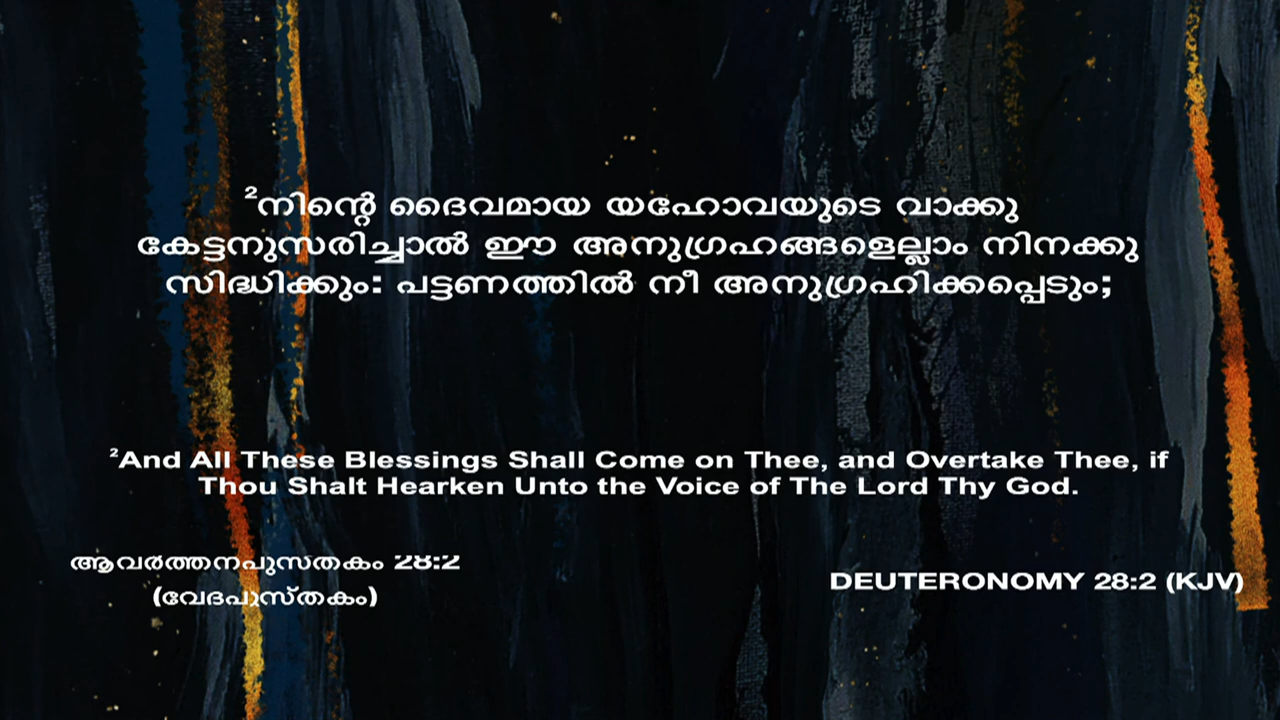 ²നിന്റെ ദൈവമായ യഹോവയുടെ വാക്കു
കേട്ടനുസരിച്ചാൽ ഈ അനുഗ്രഹങ്ങളെല്ലാം നിനക്കു
സിദ്ധിക്കും: പട്ടണത്തിൽ നീ അനുഗ്രഹിക്കപ്പെടും;
²And All These Blessings Shall Come on Thee, and Overtake Thee, if
Thou Shalt Hearken Unto the Voice of The Lord Thy God.
ആവർത്തനപുസ്തകം 28:2
(വേദപുസ്തകം)
DEUTERONOMY 28:2 (KJV)